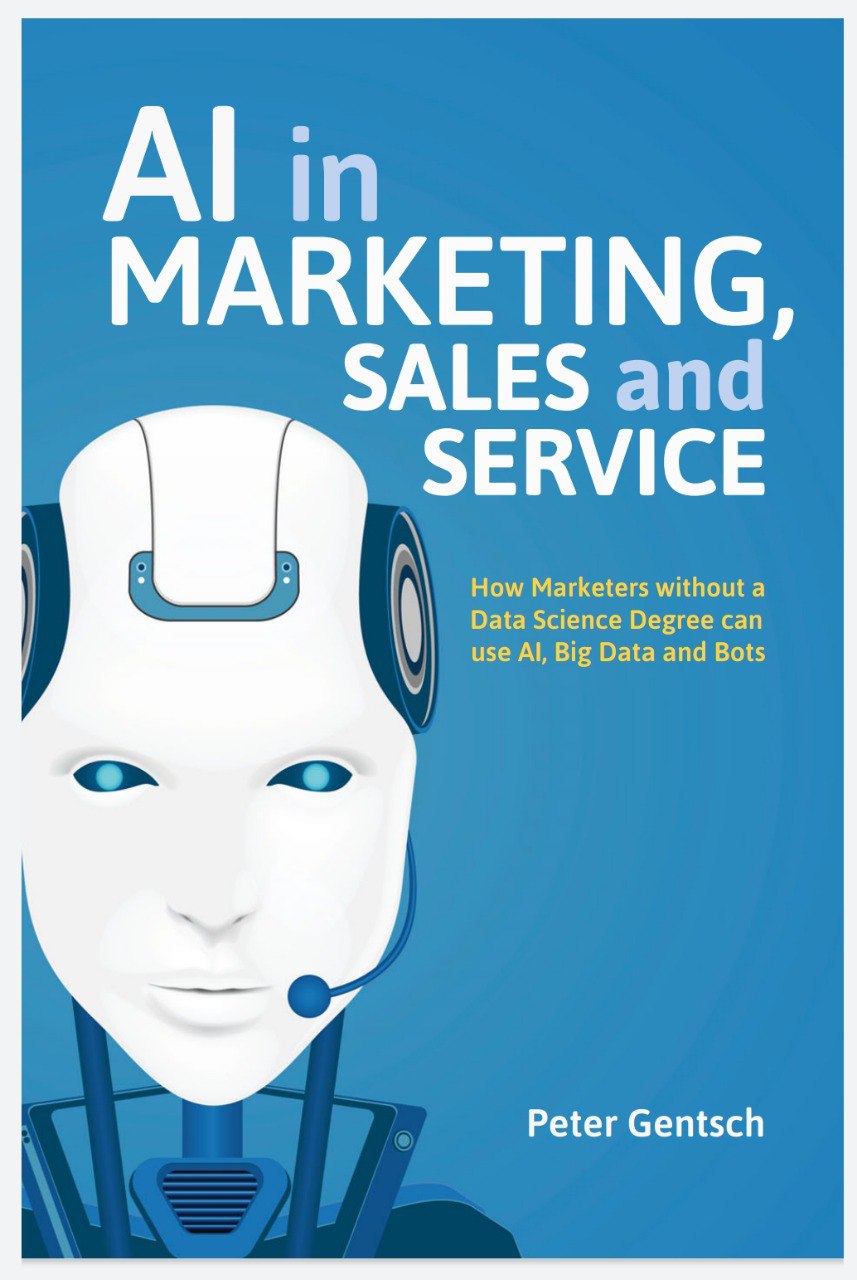 AI in
MARKETING,
SALES and
SERVICE
How Marketers without a
Data Science Degree can
use AI, Big Data and Bots
Peter Gentsch